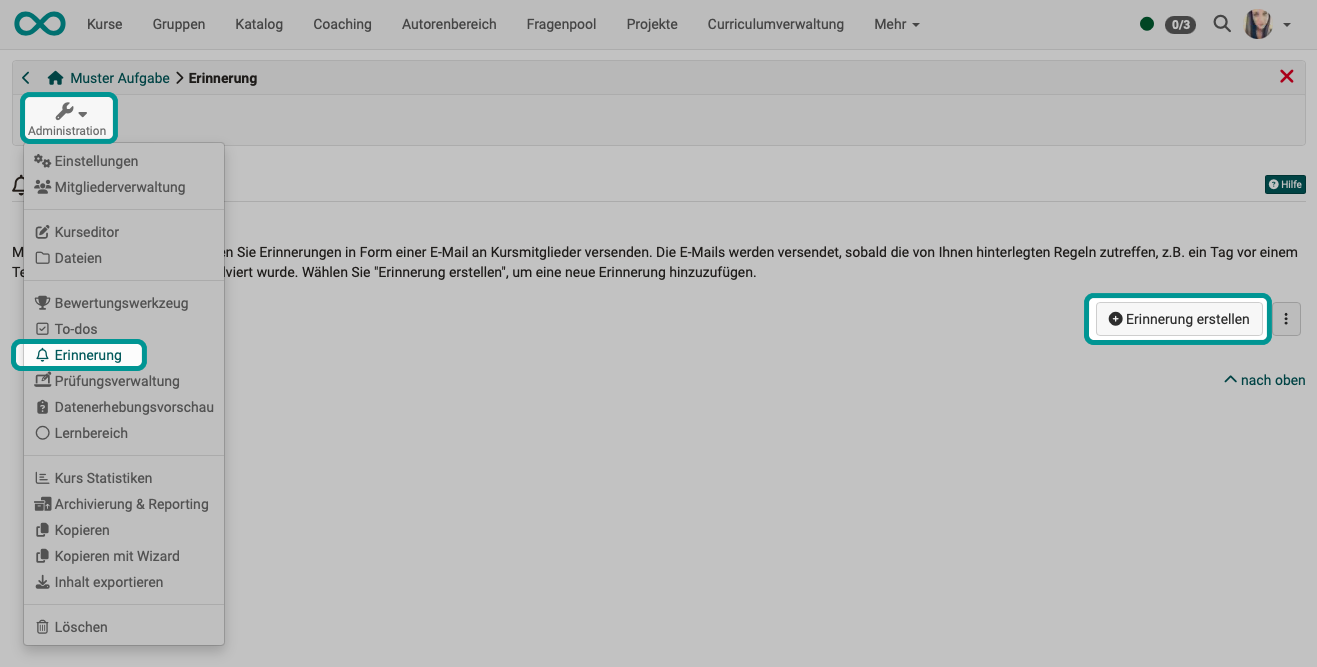 Kurse Gruppen Katalog Coaching Autorenbereich Fragenpool Projekte Curriculumverwaltung Mehr 0/3
Muster Aufgabe Erinnerung
Administration
Einstellungen
Mitgliederverwaltung
Hilfe
Kurseditor
Dateien
M
n Sie Erinnerungen in Form einer E-Mail an Kursmitglieder versenden. Die E-Mails werden versendet, sobald die von Ihnen hinterlegten Regeln zutreffen, z.B. ein Tag vor einem
Te
lviert wurde. Wählen Sie "Erinnerung erstellen", um eine neue Erinnerung hinzuzufügen.
Bewertungswerkzeug
To-dos
Erinnerung
Prüfungsverwaltung
Datenerhebungsvorschau
Lernbereich
Kurs Statistiken
Archivierung & Reporting
Kopieren
Kopieren mit Wizard
Inhalt exportieren
Löschen
Erinnerung erstellen
nach oben